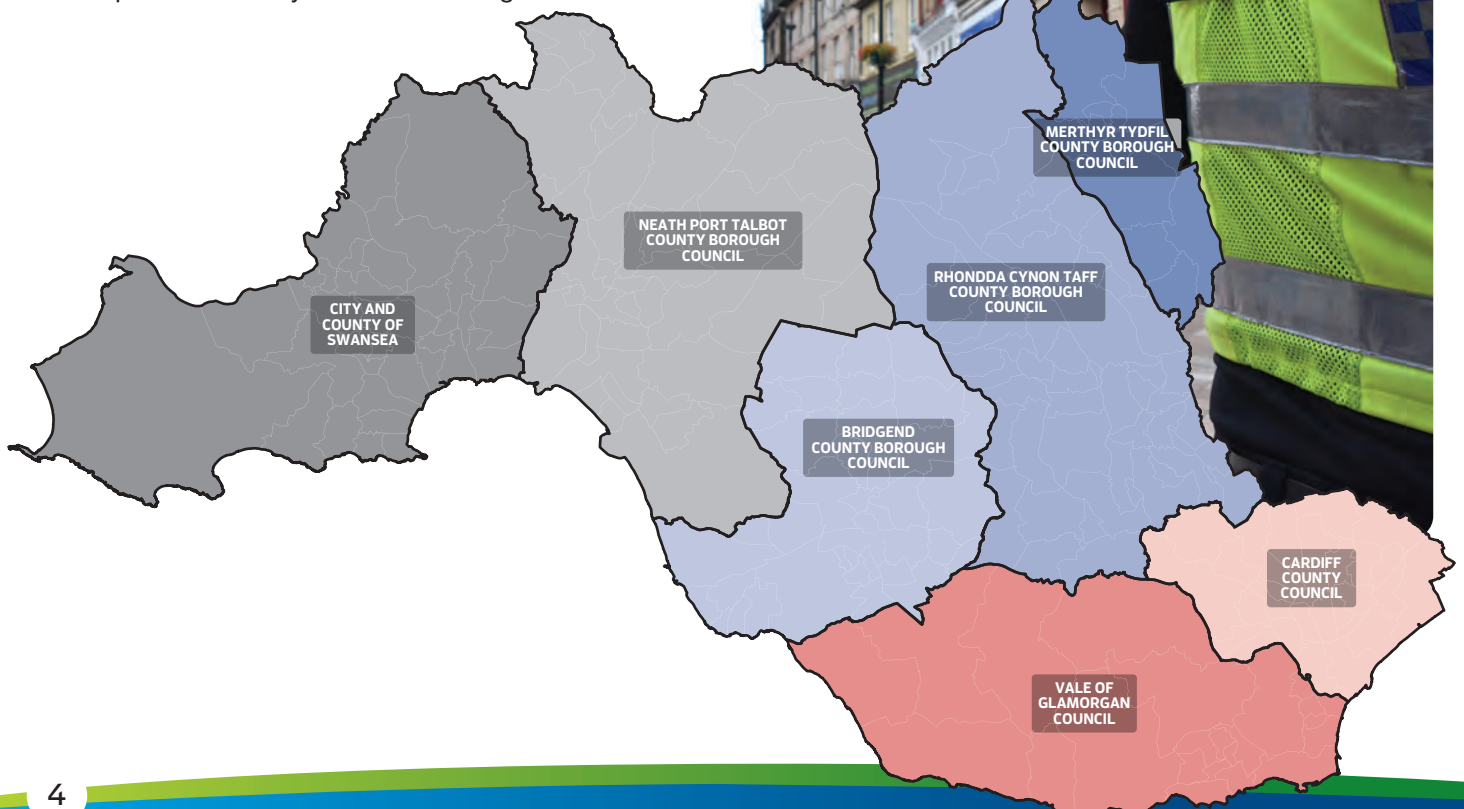 MERTHYR TYDFIL
COUNTY BOROUGH
COUNCIL
NEATH PORT TALBOT
COUNTY BOROUGH
COUNCIL
RHONDDA CYNON TAFF
COUNTY BOROUGH
COUNCIL
CITY AND
COUNTY OF
SWANSEA
BRIDGEND
COUNTY BOROUGH
COUNCIL
CARDIFF
COUNTY
COUNCIL
VALE OF
GLAMORGAN
COUNCIL
4